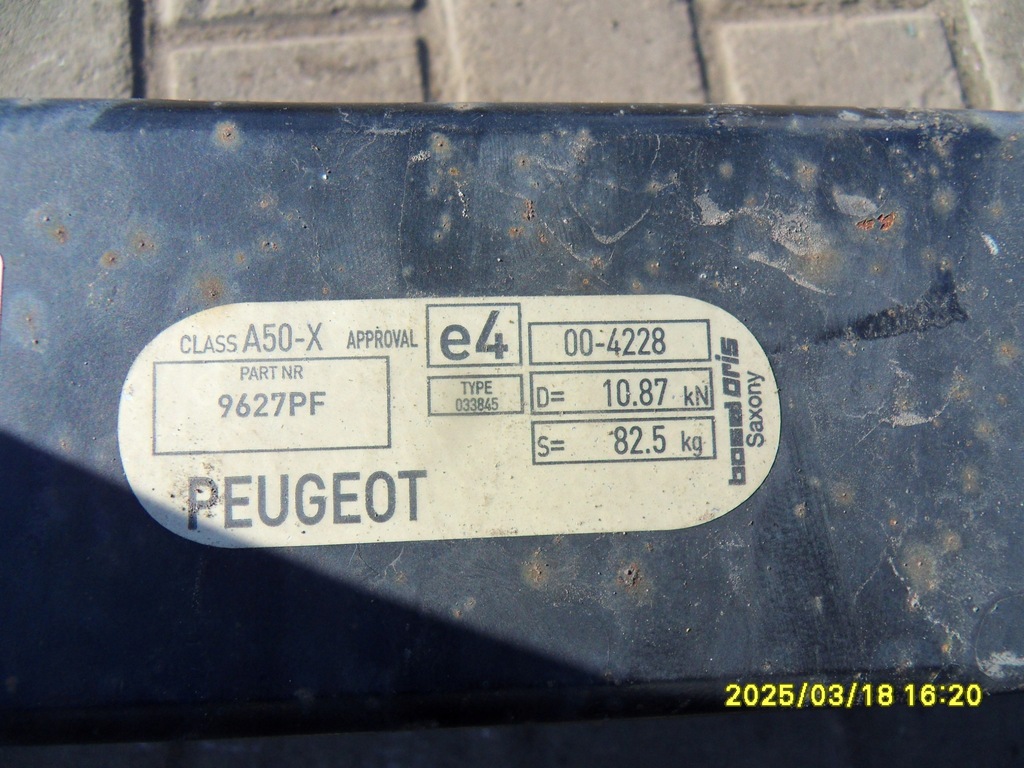 CLASS A50-X APPROVAL e4 00-4228
PART NR
9627PF
TYPE
033845
D= 10.87 kN
S= 82.5 kg
PEUGEOT
bosal oris
Saxony
2025/03/18 16:20